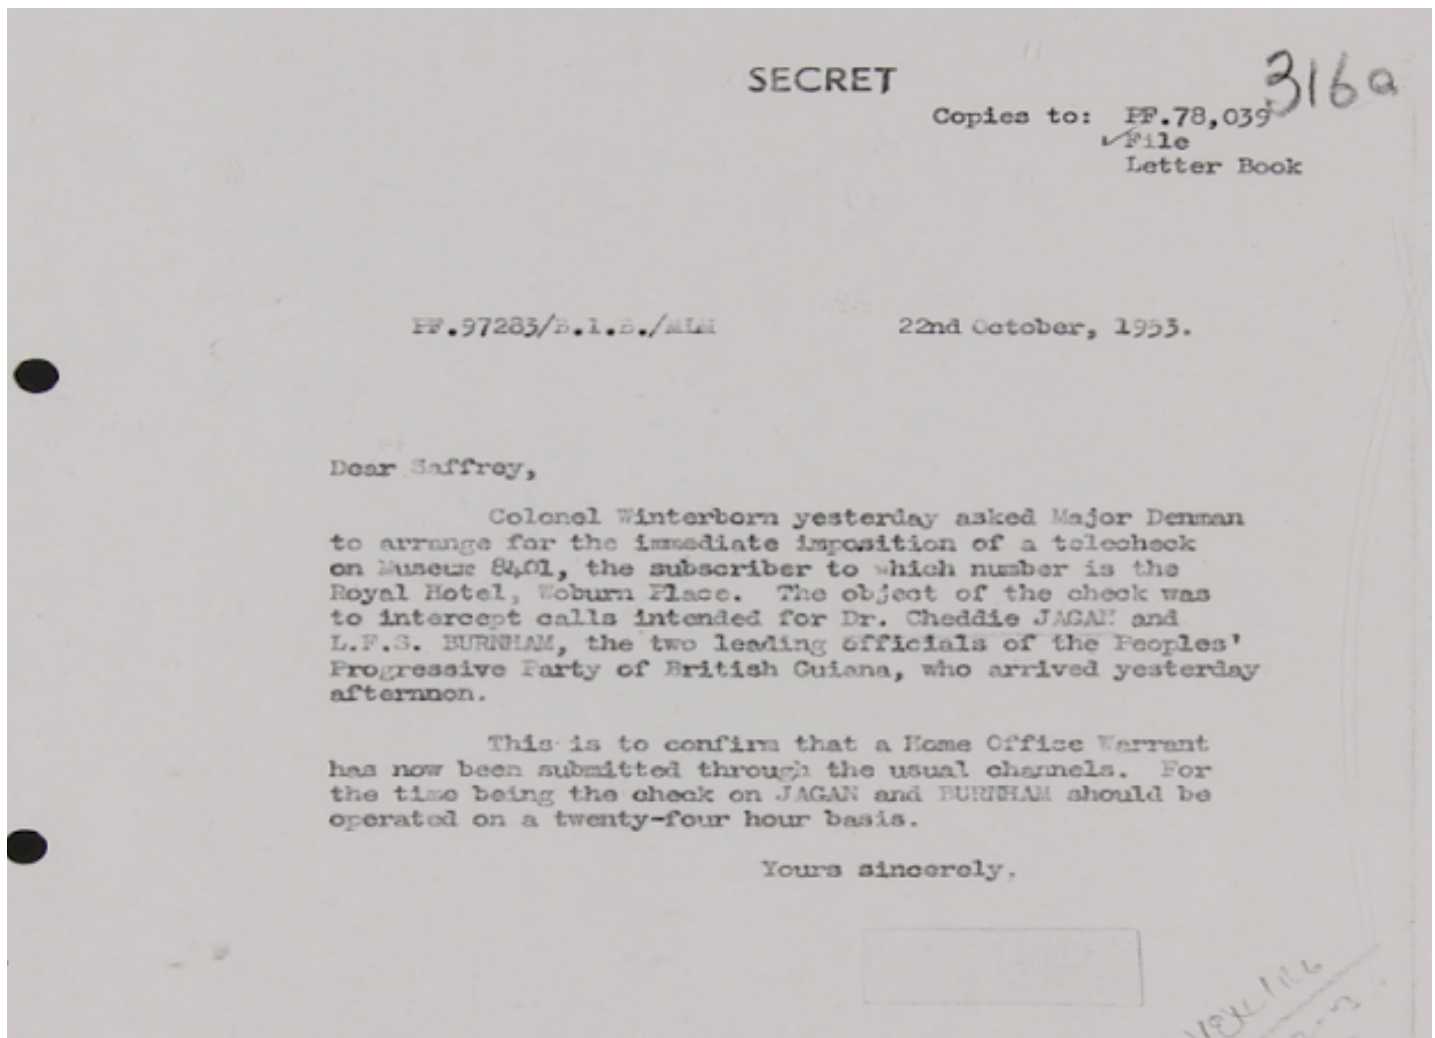 316a
SECRET
Copies to: PF.78,039
✓File
Letter Book
PF.97283/B.1.B./MLM 22nd October, 1953.
Dear Saffrey,
Colonel Winterborn yesterday asked Major Denman
to arrange for the immediate imposition of a telecheck
on Museum 8401, the subscriber to which number is the
Royal Hotel, Woburn Place. The object of the check was
to intercept calls intended for Dr. Cheddie JAGAN and
L.F.S. BURNHAM, the two leading officials of the Peoples'
Progressive Party of British Guiana, who arrived yesterday
afternnon.
This is to confirm that a Home Office Warrant
has now been submitted through the usual channels. For
the time being the check on JAGAN and BURNHAM should be
operated on a twenty-four hour basis.
Yours sincerely.